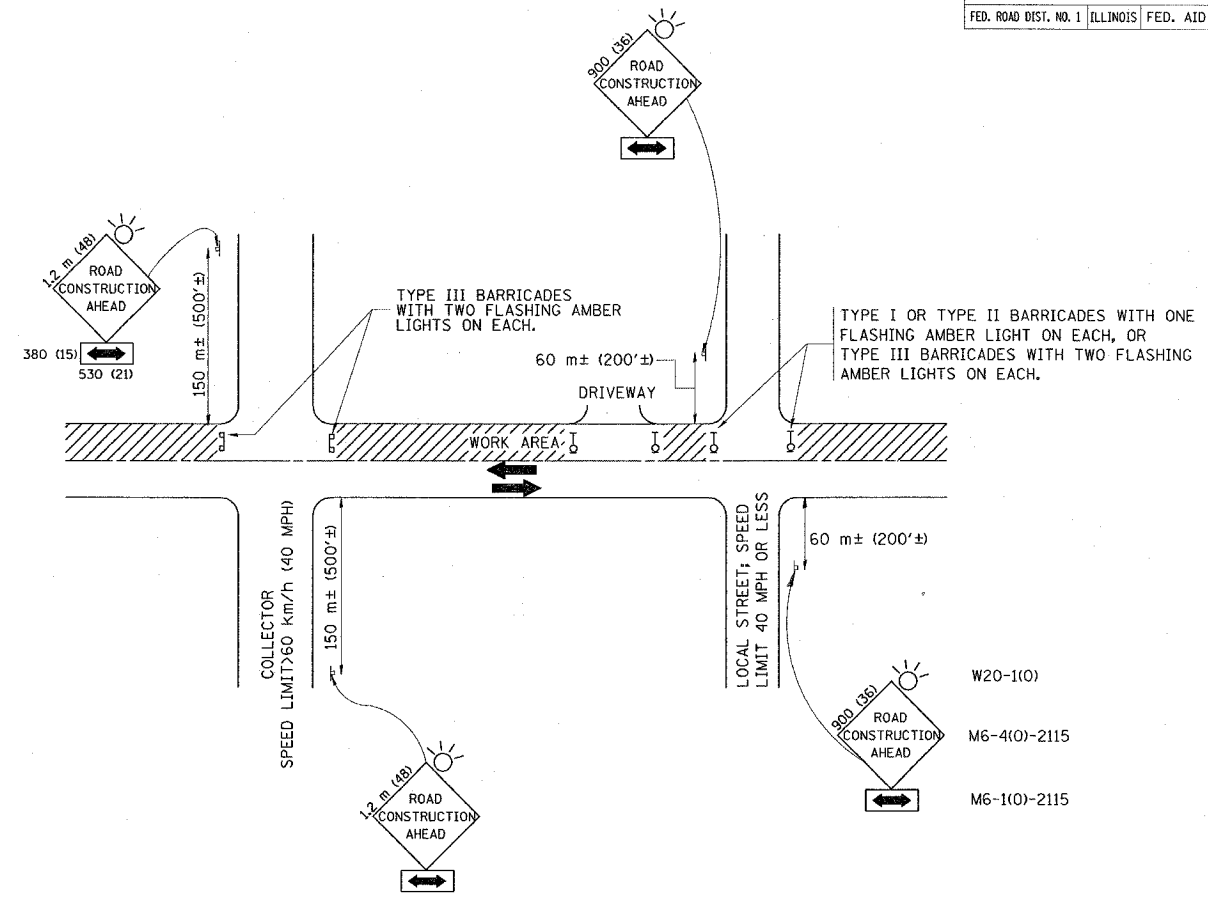 FED. ROAD DIST. NO. 1 ILLINOIS FED. AID
900 (36)
ROAD
CONSTRUCTION
AHEAD
1.2 m (48)
ROAD
CONSTRUCTION
AHEAD
380 (15)
530 (21)
150 m± (500'±)
TYPE III BARRICADES
WITH TWO FLASHING AMBER
LIGHTS ON EACH.
60 m± (200'±)
DRIVEWAY
TYPE I OR TYPE II BARRICADES WITH ONE
FLASHING AMBER LIGHT ON EACH, OR
TYPE III BARRICADES WITH TWO FLASHING
AMBER LIGHTS ON EACH.
WORK AREA
COLLECTOR
SPEED LIMIT>60 km/h (40 MPH)
150 m± (500'±)
LOCAL STREET; SPEED
LIMIT 40 MPH OR LESS
60 m± (200'±)
1.2 m (48)
ROAD
CONSTRUCTION
AHEAD
900 (36)
ROAD
CONSTRUCTION
AHEAD
W20-1(O)
M6-4(O)-2115
M6-1(O)-2115